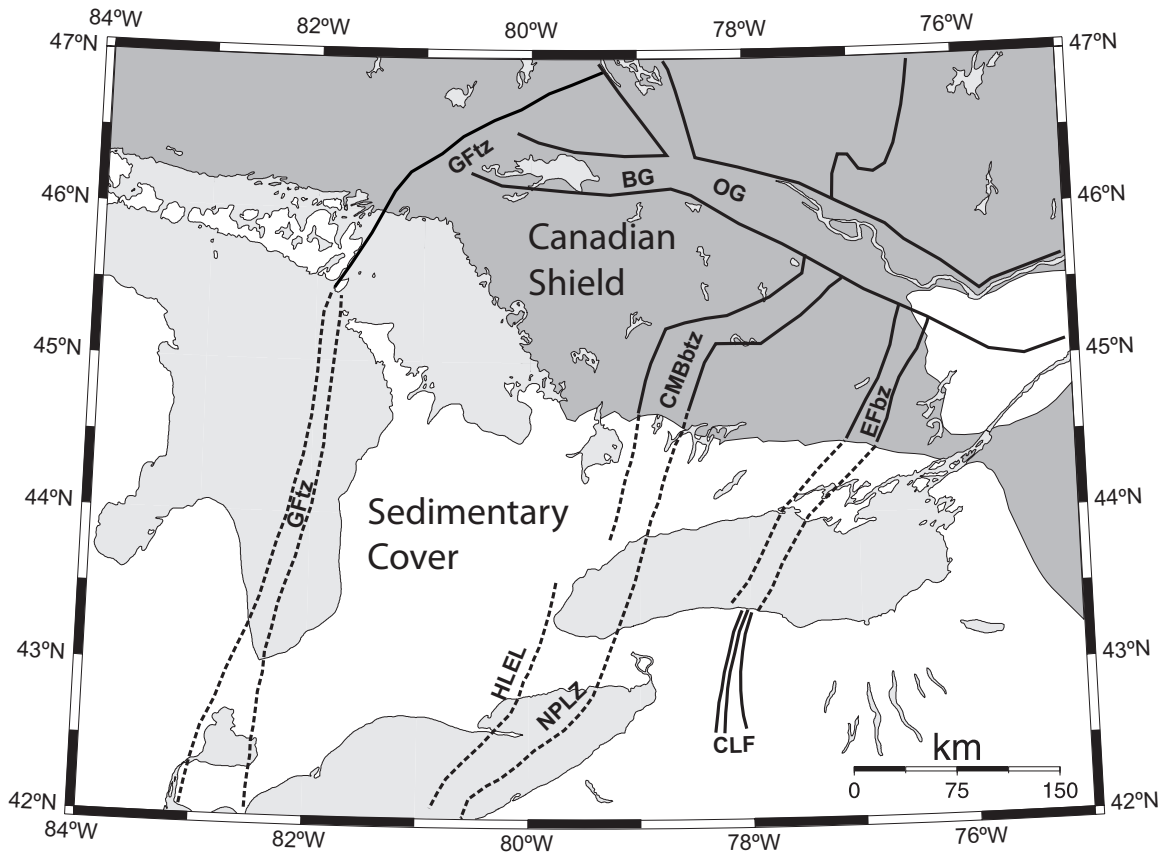 84ºW
82ºW
80ºW
78ºW
76ºW
47ºN
47ºN
GFtz
BG
OG
46ºN
46ºN
Canadian
Shield
45ºN
45ºN
CMBbtz
EFbz
44ºN
44ºN
GFtz
Sedimentary
Cover
43ºN
43ºN
HLEL
NPLZ
CLF
km
0 75 150
42ºN
42ºN
84ºW
82ºW
80ºW
78ºW
76ºW